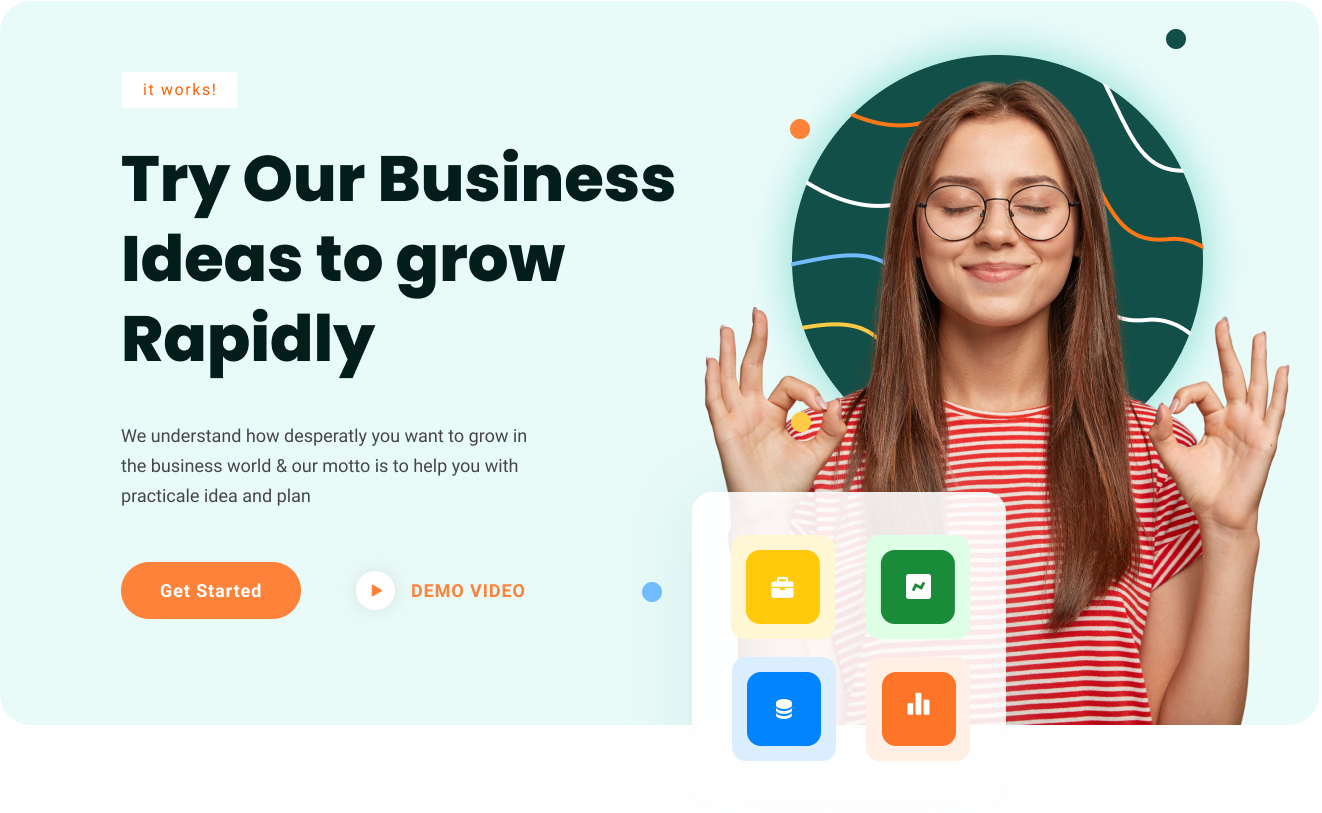 it works!
Try Our Business
Ideas to grow
Rapidly
We understand how desperatly you want to grow in
the business world & our motto is to help you with
practicale idea and plan
Get Started
DEMO VIDEO